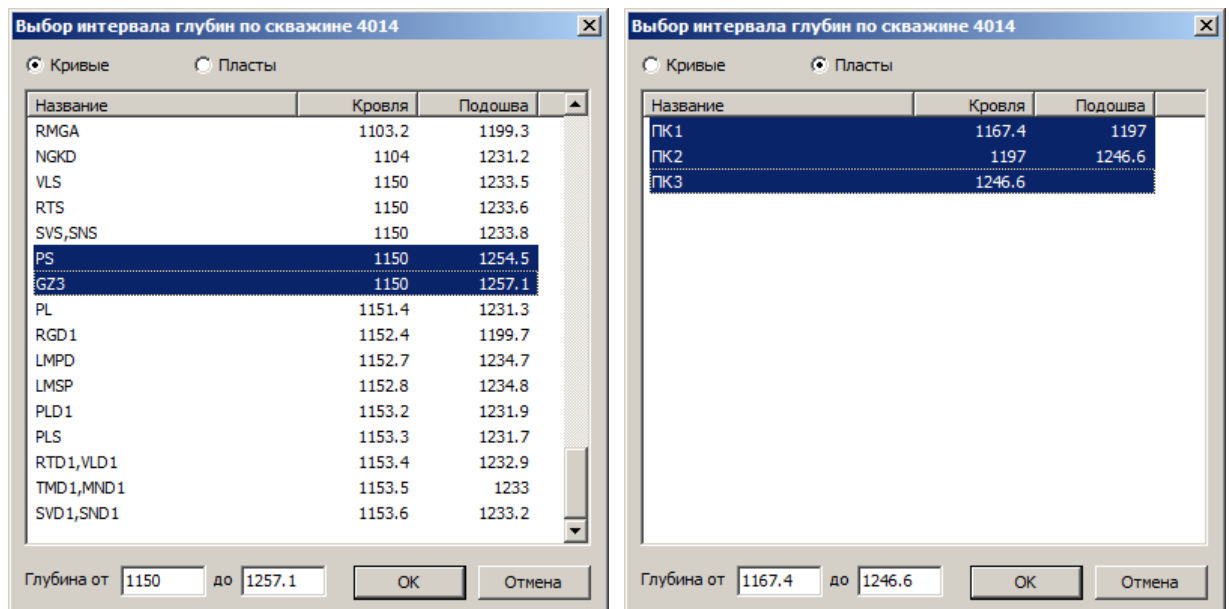 Выбор интервала глубин по скважине 4014
Кривые Пласты
Название Кровля Подошва
RMGA 1103.2 1199.3
NGKD 1104 1231.2
VLS 1150 1233.5
RTS 1150 1233.6
SVS,SNS 1150 1233.8
PS 1150 1254.5
GZ3 1150 1257.1
PL 1151.4 1231.3
RGD1 1152.4 1199.7
LMPD 1152.7 1234.7
LMSP 1152.8 1234.8
PLD1 1153.2 1231.9
PLS 1153.3 1231.7
RTD1,VLD1 1153.4 1232.9
TMD1,MND1 1153.5 1233
SVD1,SND1 1153.6 1233.2
Глубина от 1150 до 1257.1 OK Отмена
Выбор интервала глубин по скважине 4014
Кривые Пласты
Название Кровля Подошва
ПК1 1167.4 1197
ПК2 1197 1246.6
ПК3 1246.6
Глубина от 1167.4 до 1246.6 OK Отмена